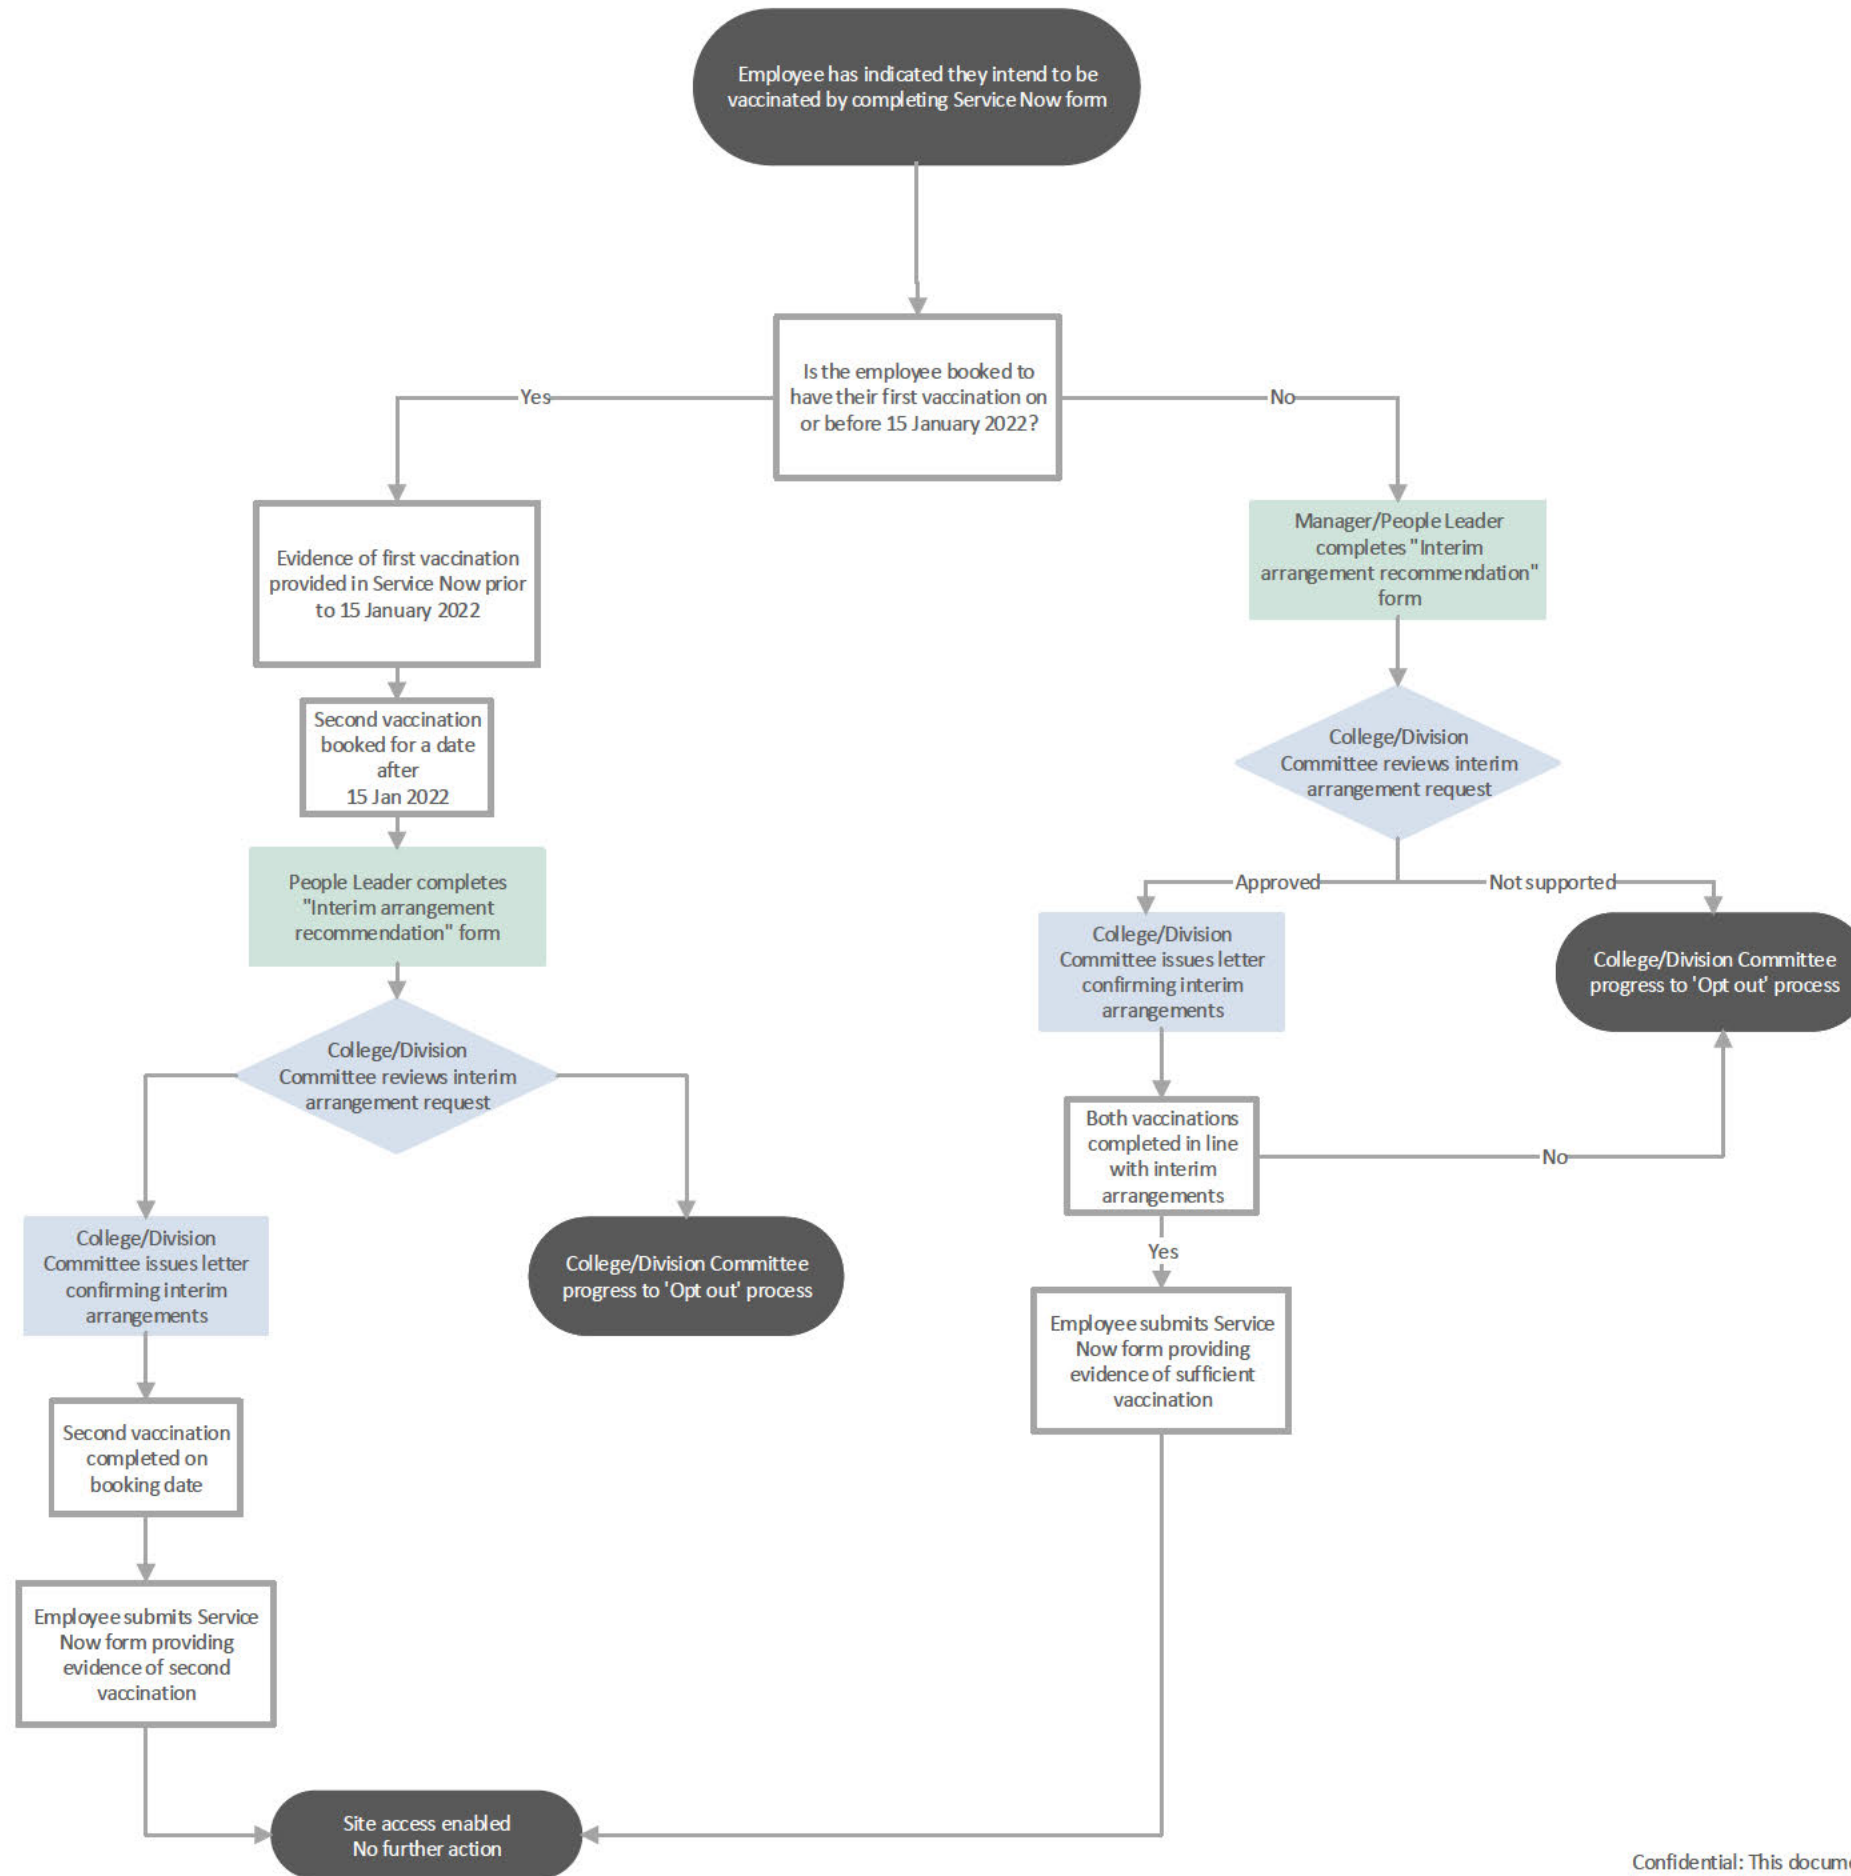 Employee has indicated they intend to be
vaccinated by completing Service Now form
Is the employee booked to
have their first vaccination on
or before 15 January 2022?
Yes
No
Evidence of first vaccination
provided in Service Now prior
to 15 January 2022
Second vaccination
booked for a date
after
15 Jan 2022
People Leader completes
"Interim arrangement
recommendation" form
College/Division
Committee reviews interim
arrangement request
College/Division
Committee issues letter
confirming interim
arrangements
College/Division Committee
progress to 'Opt out' process
Second vaccination
completed on
booking date
Employee submits Service
Now form providing
evidence of second
vaccination
Manager/People Leader
completes "Interim
arrangement recommendation"
form
College/Division
Committee reviews interim
arrangement request
Approved
Not supported
College/Division
Committee issues letter
confirming interim
arrangements
College/Division Committee
progress to 'Opt out' process
Both vaccinations
completed in line
with interim
arrangements
No
Yes
Employee submits Service
Now form providing
evidence of sufficient
vaccination
Site access enabled
No further action
Confidential: This docume